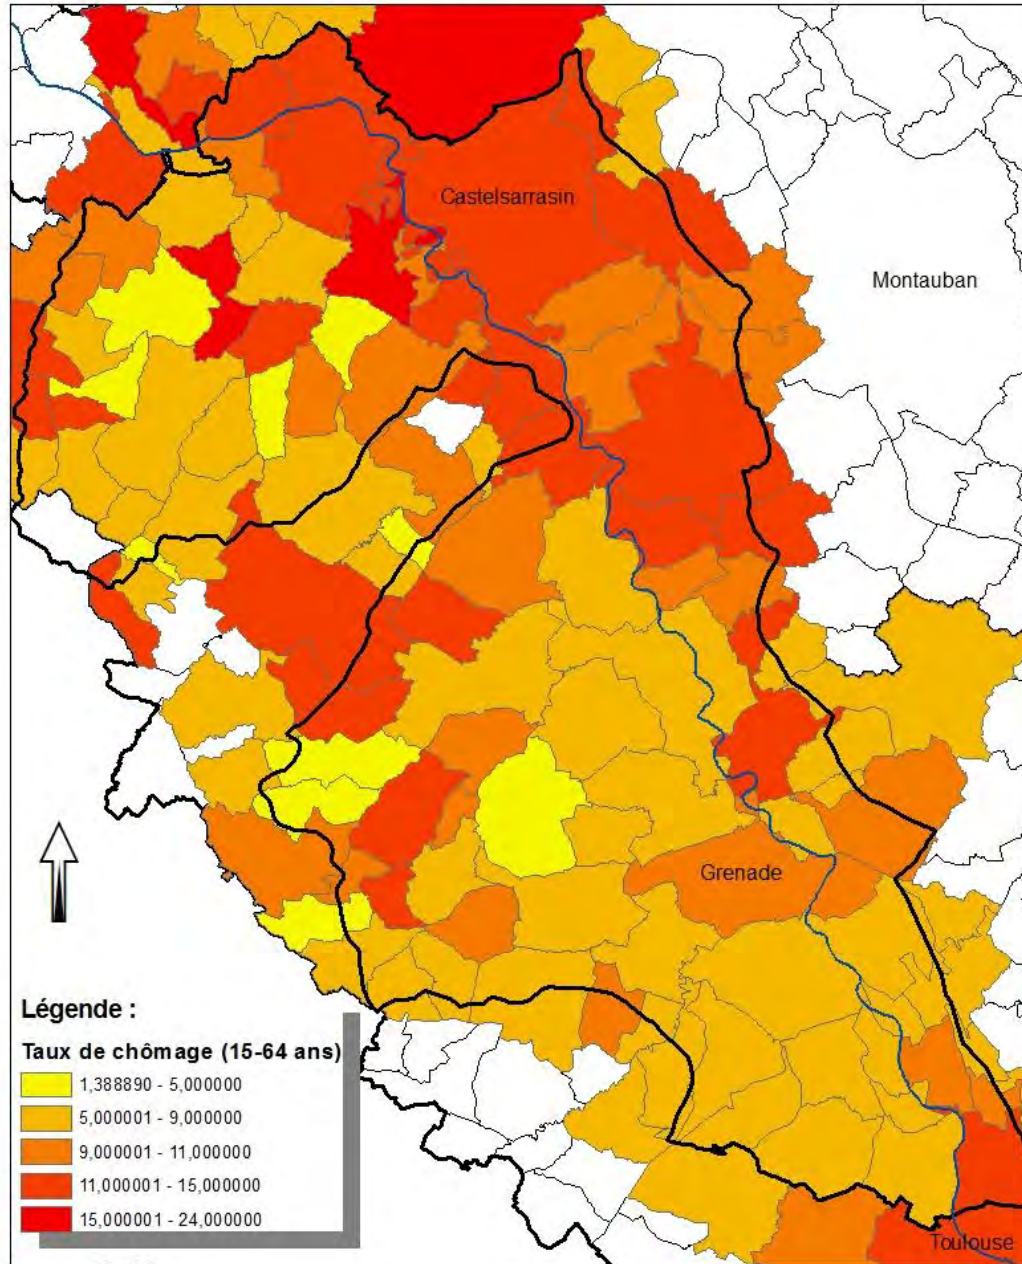 Castelsarrasin
Montauban
Grenade
Légende :
Taux de chômage (15-64 ans)
1,388890 - 5,000000
5,000001 - 9,000000
9,000001 - 11,000000
11,000001 - 15,000000
15,000001 - 24,000000
Toulouse